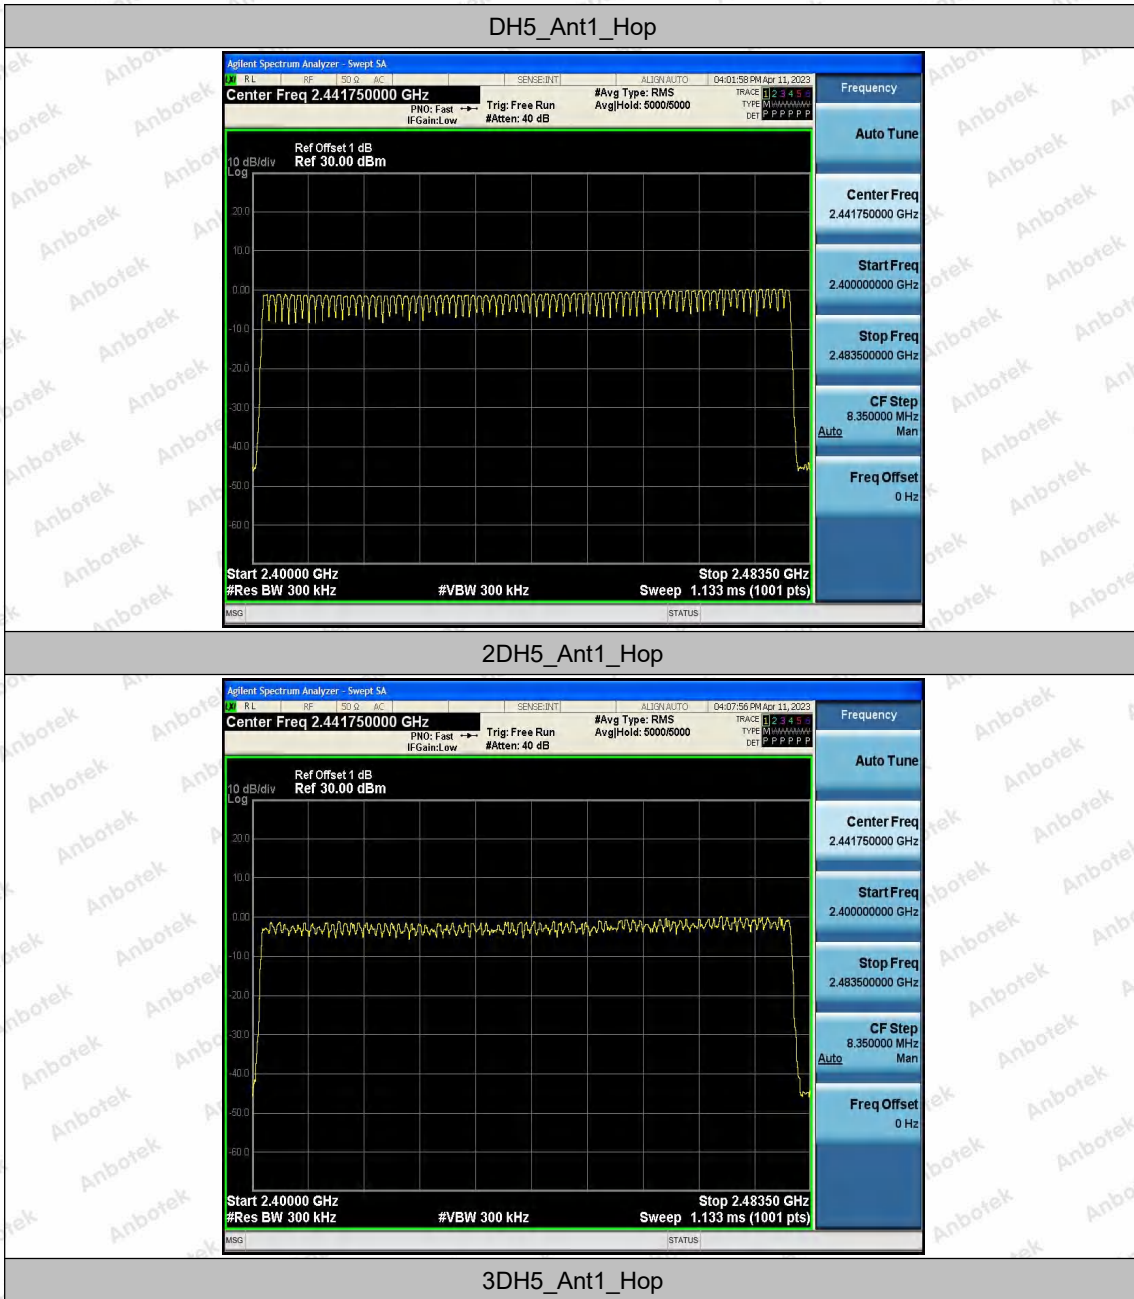 DH5_Ant1_Hop
Agilent Spectrum Analyzer - Swept SA
RL RF 50 Ω AC SENSE:INT ALIGN AUTO 04:01:58 PM Apr 11, 2023
Center Freq 2.441750000 GHz
PNO: Fast
IFGain:Low
Trig: Free Run
#Atten: 40 dB
#Avg Type: RMS
Avg|Hold: 5000/5000
TRACE 1 2 3 4 5 6
TYPE M
DET P P P P P P
Ref Offset 1 dB
10 dB/div Ref 30.00 dBm
Log
20.0
10.0
0.00
-10.0
-20.0
-30.0
-40.0
-50.0
-60.0
Start 2.40000 GHz Stop 2.48350 GHz
#Res BW 300 kHz #VBW 300 kHz Sweep 1.133 ms (1001 pts)
MSG STATUS
Frequency
Auto Tune
Center Freq
2.441750000 GHz
Start Freq
2.400000000 GHz
Stop Freq
2.483500000 GHz
CF Step
8.350000 MHz
Auto Man
Freq Offset
0 Hz
2DH5_Ant1_Hop
Agilent Spectrum Analyzer - Swept SA
RL RF 50 Ω AC SENSE:INT ALIGN AUTO 04:07:56 PM Apr 11, 2023
Center Freq 2.441750000 GHz
PNO: Fast
IFGain:Low
Trig: Free Run
#Atten: 40 dB
#Avg Type: RMS
Avg|Hold: 5000/5000
TRACE 1 2 3 4 5 6
TYPE M
DET P P P P P P
Ref Offset 1 dB
10 dB/div Ref 30.00 dBm
Log
20.0
10.0
0.00
-10.0
-20.0
-30.0
-40.0
-50.0
-60.0
Start 2.40000 GHz Stop 2.48350 GHz
#Res BW 300 kHz #VBW 300 kHz Sweep 1.133 ms (1001 pts)
MSG STATUS
Frequency
Auto Tune
Center Freq
2.441750000 GHz
Start Freq
2.400000000 GHz
Stop Freq
2.483500000 GHz
CF Step
8.350000 MHz
Auto Man
Freq Offset
0 Hz
3DH5_Ant1_Hop